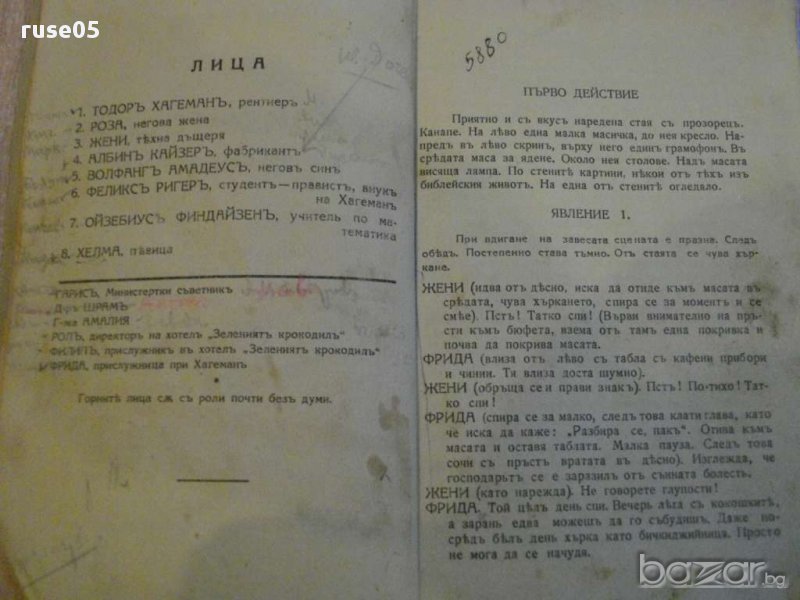 ruse05
ЛИЦА
1. ТОДОРЪ ХАГЕМАНЪ, рентиеръ
2. РОЗА, негова жена
3. ЖЕНИ, тѣхна дъщеря
4. АЛБИНЪ КАЙЗЕРЪ, фабрикантъ
5. ВОЛФАНГЪ АМАДЕУСЪ, неговъ синъ
6. ФЕЛИКСЪ РИГЕРЪ, студентъ—правистъ, внукъ
на Хагеманъ
7. ОЙЗЕБИУСЪ ФИНДАЙЗЕНЪ, учитель по ма-
тематика
8. ХЕЛМА, пѣвица
ГАРИСЪ, Министертки съветникъ
Д-ръ ШРАМЪ
Г-жа АМАЛИЯ
РОЛЪ, директоръ на хотел „Зелениятъ крокодилъ“
ФИЛИПЪ, прислужникъ въ хотелъ „Зелениятъ крокодилъ“
ФРИДА, прислужница при Хагеманъ
Горнитѣ лица сѫ съ роли почти безъ думи.
5880
ПЪРВО ДЕЙСТВИЕ
Приятно и съ вкусъ наредена стая съ прозорецъ.
Канапе. На лѣво една малка масичка, до нея кресло. На-
предъ въ лѣво скринъ, върху него единъ грамофонъ. Въ
срѣдата маса за ядене. Около нея столове. Надъ масата
висяща лампа. По стенитѣ картини, нѣкои отъ тѣхъ изъ
библейския животъ. На една отъ стенитѣ огледало.
ЯВЛЕНИЕ 1.
При вдигане на завесата сцената е празна. Следъ
обѣдъ. Постепенно става тъмно. Отъ стаята се чува хър-
кане.
ЖЕНИ (идва отъ дѣсно, иска да отиде къмъ масата въ
срѣдата, чува хъркането, спира се за моментъ и се
смѣе). Пстъ! Татко спи! (Върви внимателно на пръ-
сти къмъ бюфета, взема от тамъ една покривка и
почва да покрива масата.
ФРИДА (влиза отъ лѣво съ табла съ кафени прибори
и чинии. Тя влиза доста шумно).
ЖЕНИ (обръща се и прави знакъ). Пстъ! По-тихо! Тат-
ко спи!
ФРИДА (спира се за малко, следъ това клати глава, като
че иска да каже: „Разбира се, пакъ“. Отива къмъ
масата и оставя таблата. Малка пауза. Следъ това
сочи съ пръстъ вратата въ дѣсно). Изглежда, че
господарьтъ се е заразилъ отъ сънната болесть.
ЖЕНИ (като нарежда). Не говорете глупости!
ФРИДА. Той цѣлъ день спи. Вечерь лѣга съ кокошкитѣ,
а зарань едва можешъ да го събудишъ. Даже по-
срѣдъ бѣлъ день хърка като бичкиджийница. Просто
не мога да се начудя.
bazar.bg